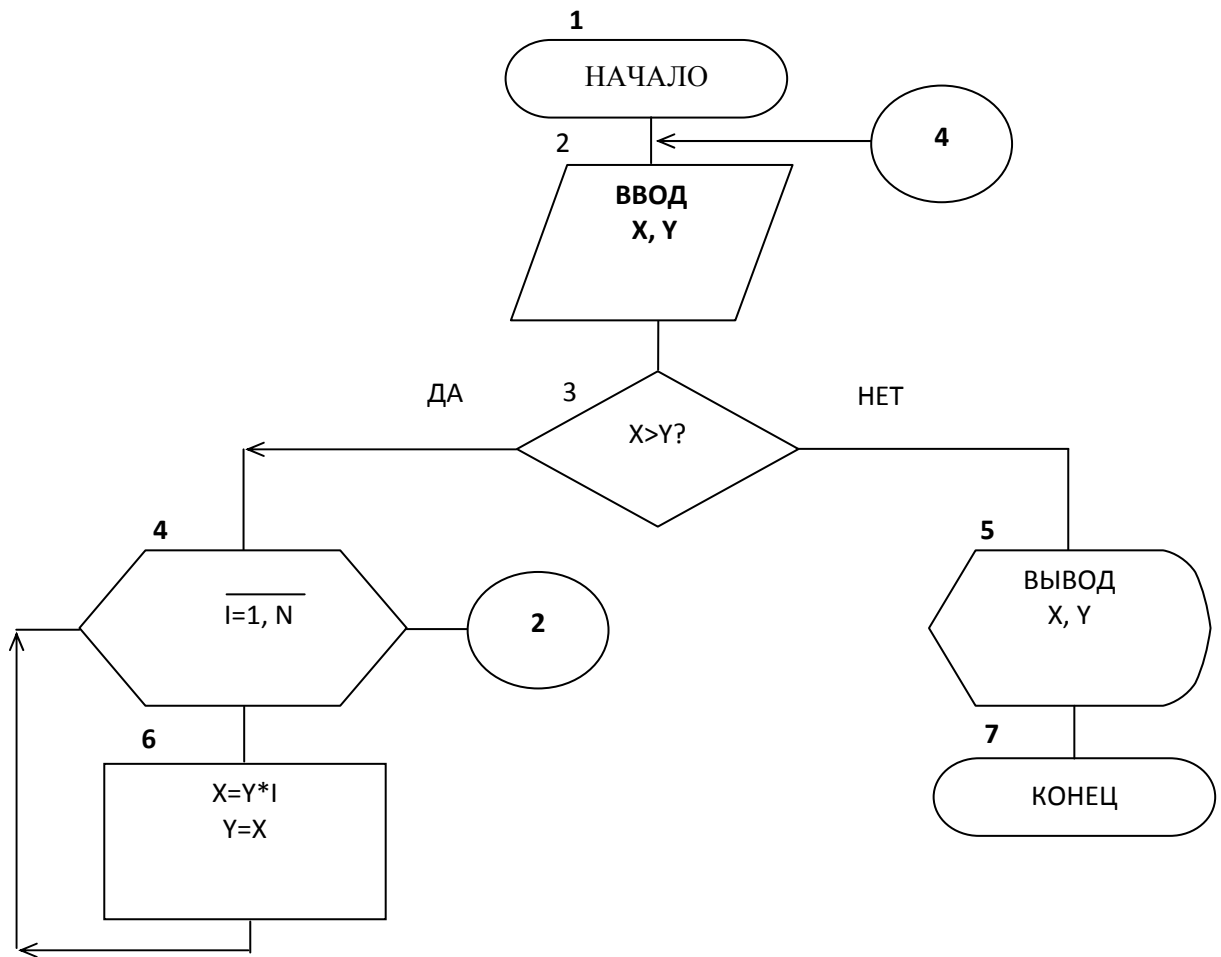 1
НАЧАЛО
4
2
ВВОД
X, Y
ДА
3
НЕТ
X>Y?
4
I=1, N
2
5
ВЫВОД
X, Y
6
X=Y*I
Y=X
7
КОНЕЦ